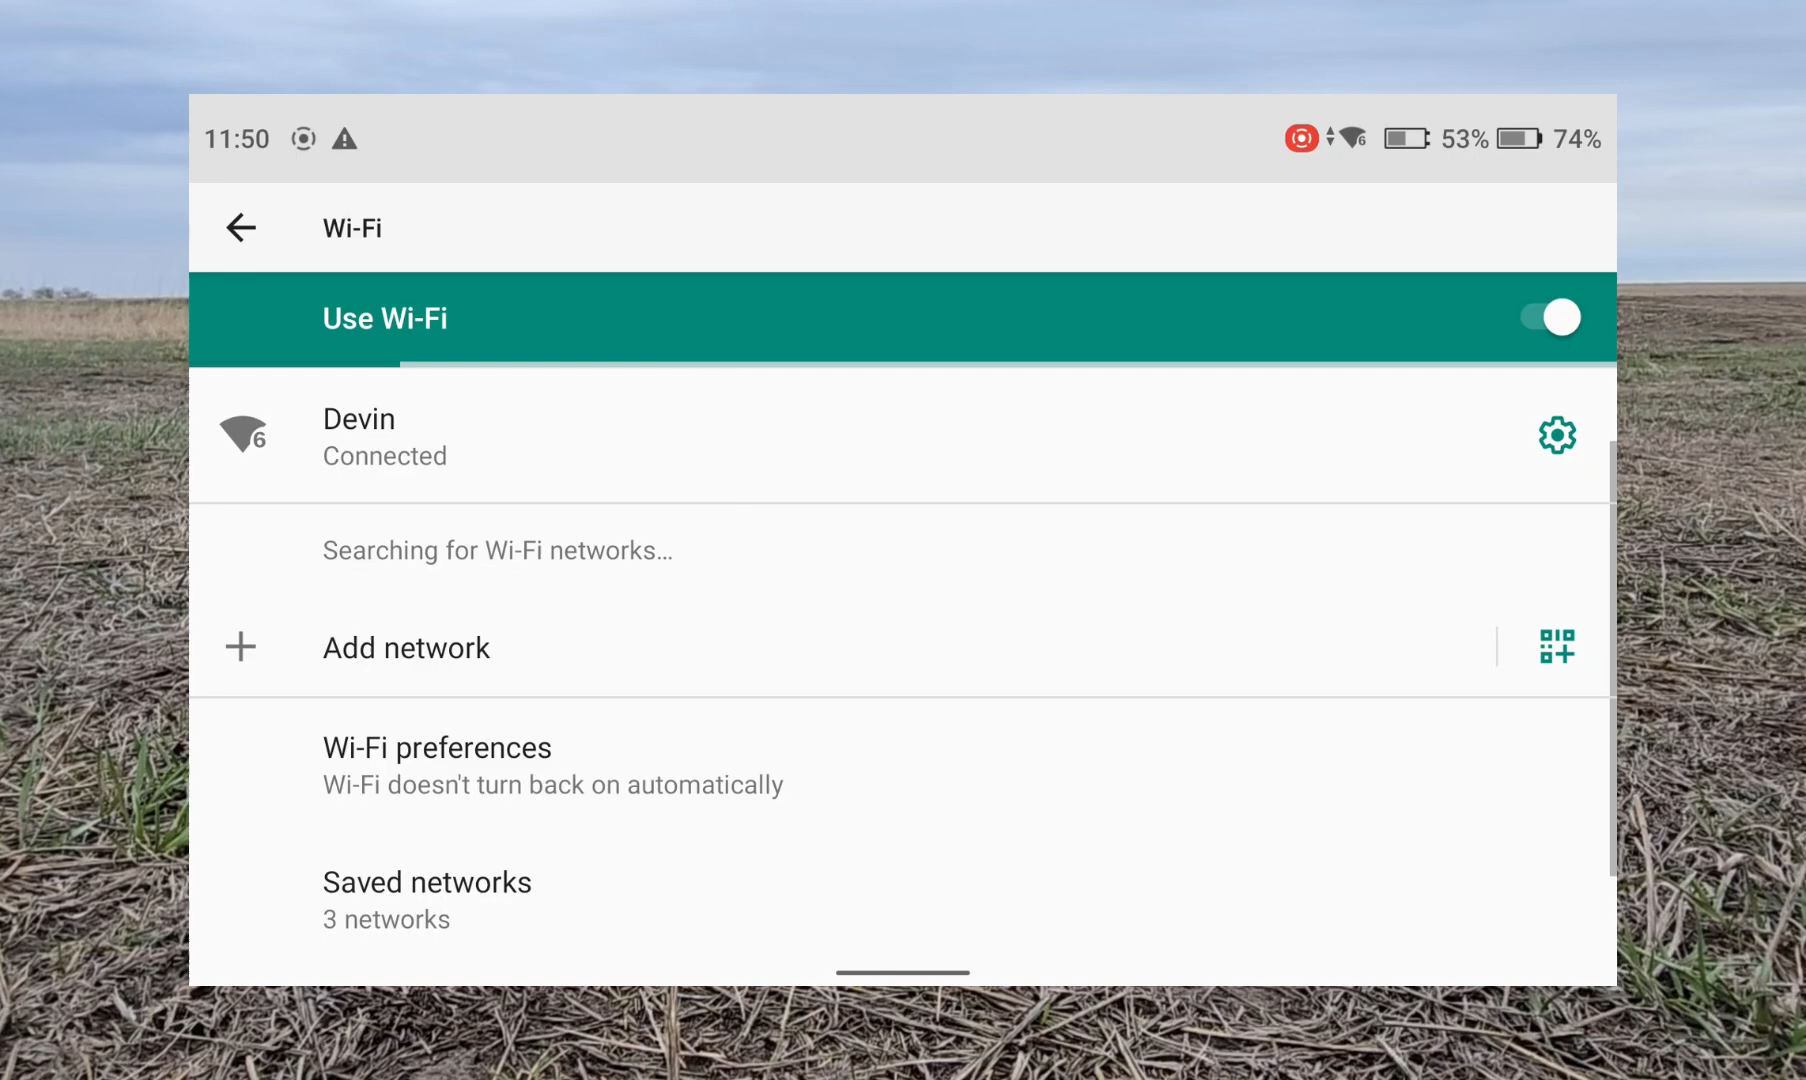 11:50 6 53% 74%
Wi-Fi
Use Wi-Fi
6
Devin
Connected
Searching for Wi-Fi networks...
Add network
Wi-Fi preferences
Wi-Fi doesn't turn back on automatically
Saved networks
3 networks